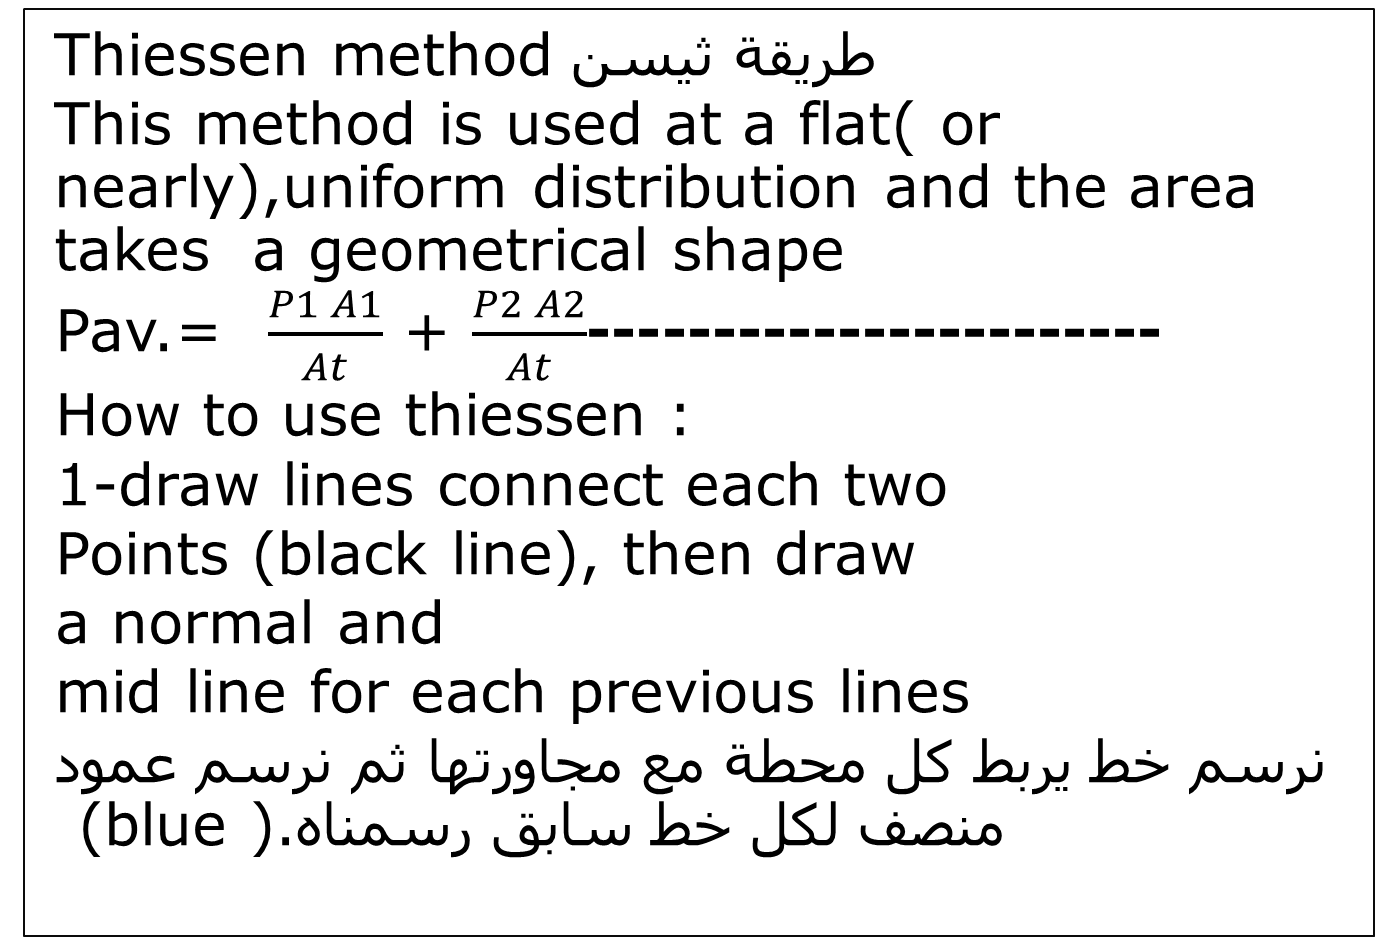 Thiessen method طريقة ثيسن
This method is used at a flat( or
nearly),uniform distribution and the area
takes a geometrical shape
Pav.= P1 A1/At + P2 A2/At-----------------------
How to use thiessen :
1-draw lines connect each two
Points (black line), then draw
a normal and
mid line for each previous lines
نرسم خط يربط كل محطة مع مجاورتها ثم نرسم عمود
منصف لكل خط سابق رسمناه.( blue)